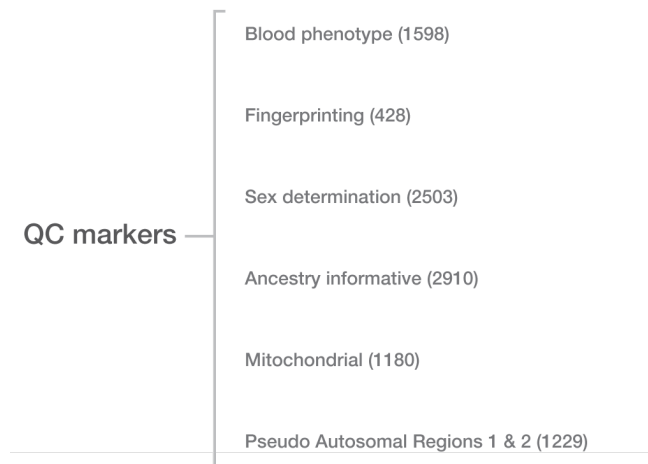 Blood phenotype (1598)
Fingerprinting (428)
Sex determination (2503)
QC markers
Ancestry informative (2910)
Mitochondrial (1180)
Pseudo Autosomal Regions 1 & 2 (1229)